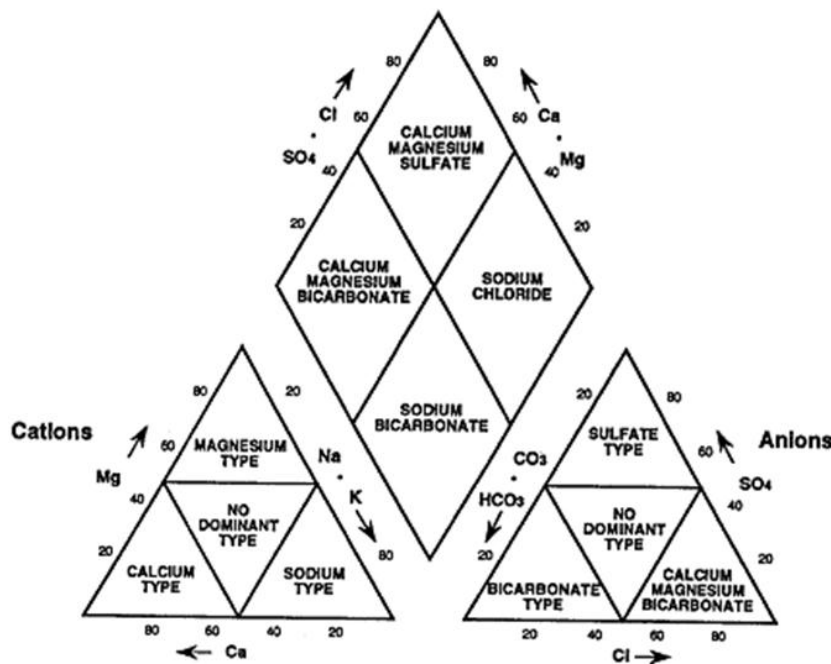 80
80
Cl
60
SO4
40
20
Ca
60
Mg
40
20
CALCIUM
MAGNESIUM
SULFATE
CALCIUM
MAGNESIUM
BICARBONATE
SODIUM
CHLORIDE
SODIUM
BICARBONATE
Cations
80
20
Mg
60
40
20
MAGNESIUM
TYPE
Na
K
80
NO
DOMINANT
TYPE
CALCIUM
TYPE
SODIUM
TYPE
80 60 40 20
Ca
Anions
20
80
SULFATE
TYPE
CO3
HCO3
20
60
SO4
40
20
NO
DOMINANT
TYPE
BICARBONATE
TYPE
CALCIUM
MAGNESIUM
BICARBONATE
20 40 60 80
Cl